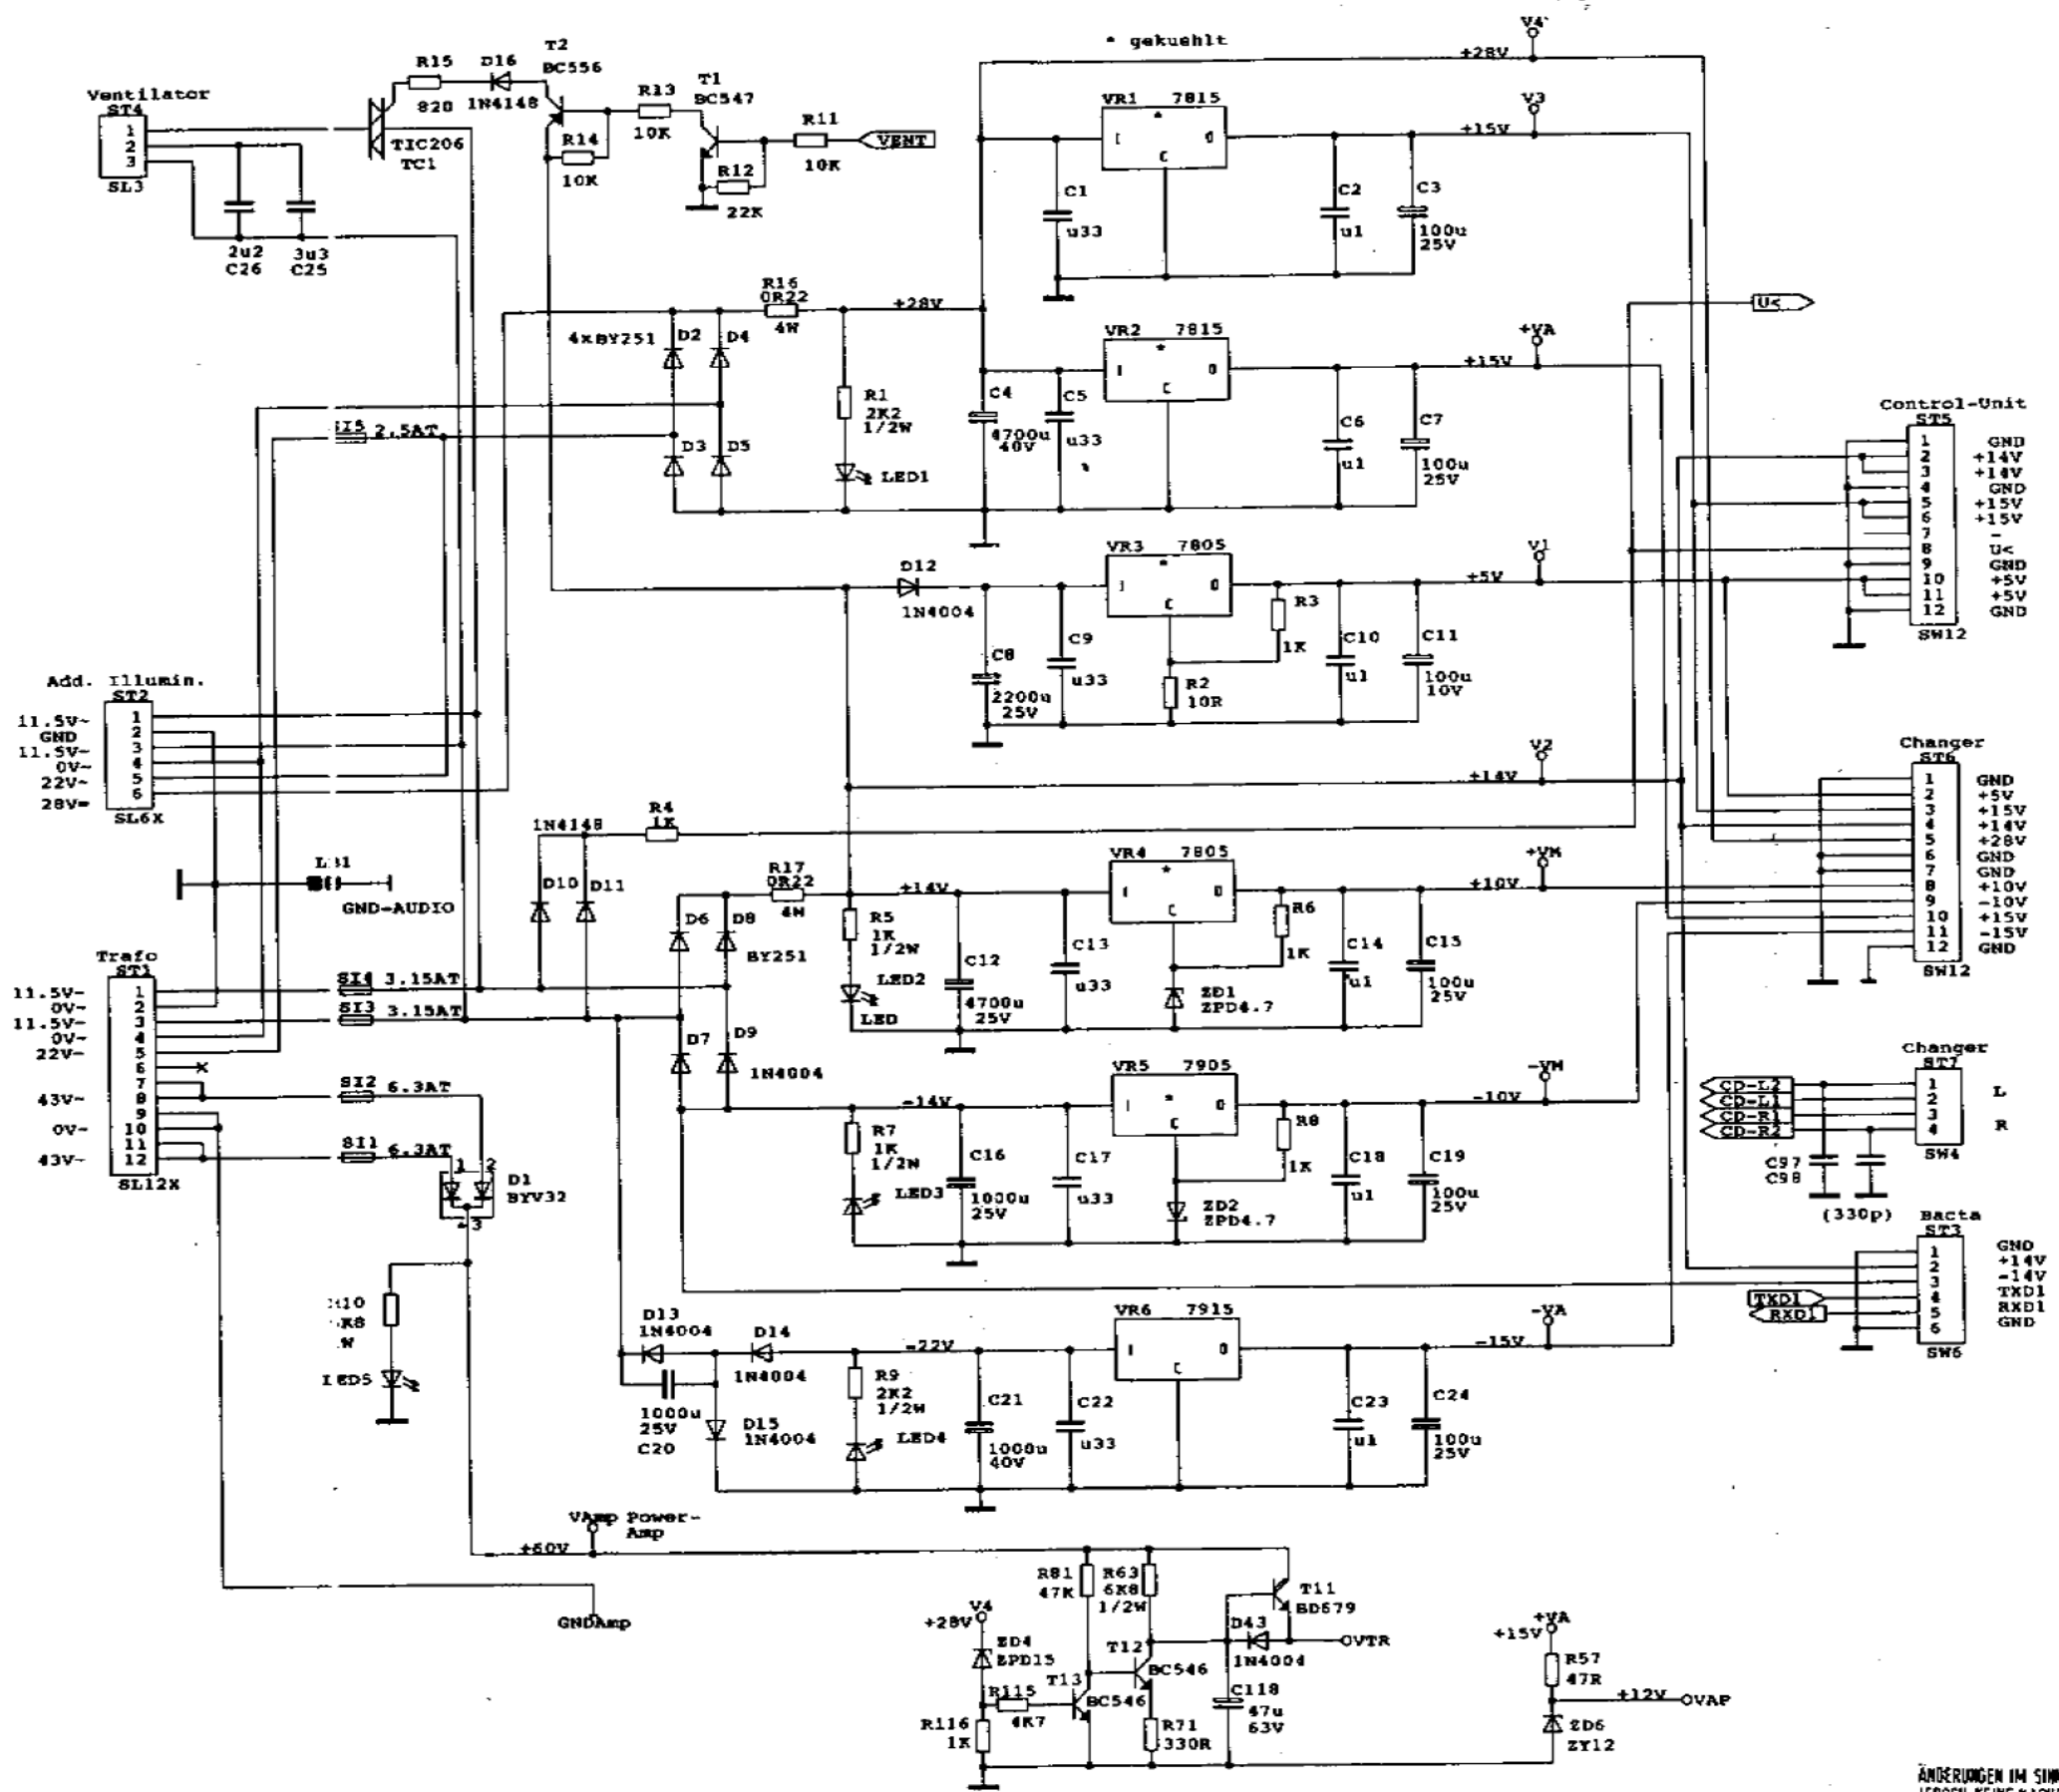 * gekuehlt
V4
+28V
Ventilator
ST4
1
2
3
SL3
R15
820
D16
1N4148
T2
BC556
TIC206
TC1
R14
10K
R13
10K
T1
BC547
R12
22K
R11
10K
VENT
2u2
C26
3u3
C25
VR1 7815
*
I
O
C
C1
u33
C2
u1
C3
100u
25V
V3
+15V
R16
0R22
4W
+28V
4xBY251
D2
D4
D3
D5
R1
2K2
1/2W
LED1
SI5 2.5AT
VR2 7815
*
I
O
C
C4
4700u
40V
C5
u33
C6
u1
C7
100u
25V
+VA
+15V
U<
Control-Unit
ST5
1 GND
2 +14V
3 +14V
4 GND
5 +15V
6 +15V
7 -
8 U<
9 GND
10 +5V
11 +5V
12 GND
SW12
D12
1N4004
VR3 7805
*
I
O
C
C8
2200u
25V
C9
u33
R2
10R
R3
1K
C10
u1
C11
100u
10V
V1
+5V
Add. Illumin.
ST2
11.5V~ 1
GND 2
11.5V~ 3
0V~ 4
22V~ 5
28V= 6
SL6X
GND-AUDIO
V2
+14V
R4
1K
1N4148
D10
D11
Changer
ST6
1 GND
2 +5V
3 +15V
4 +14V
5 +28V
6 GND
7 GND
8 +10V
9 -10V
10 +15V
11 -15V
12 GND
SW12
R17
0R22
4W
+14V
D6
D8
BY251
D7
D9
1N4004
R5
1K
1/2W
LED2
LED
C12
4700u
25V
C13
u33
VR4 7805
*
I
O
C
ZD1
ZPD4.7
R6
1K
C14
u1
C15
100u
25V
+VM
+10V
Trafo
ST1
11.5V~ 1
0V~ 2
11.5V~ 3
0V~ 4
22V~ 5
6
7
43V~ 8
9
0V~ 10
11
43V~ 12
SL12X
SI4 3.15AT
SI3 3.15AT
SI2 6.3AT
SI1 6.3AT
1
2
3
D1
BYV32
-14V
R7
1K
1/2W
LED3
C16
1000u
25V
C17
u33
VR5 7905
*
I
O
C
ZD2
ZPD4.7
R8
1K
C18
u1
C19
100u
25V
-VM
-10V
Changer
ST7
CD-L2
CD-L1
CD-R1
CD-R2
1
2
3
4
L
R
SW4
C97
C98
(330p)
Bacta
ST3
1 GND
2 +14V
3 -14V
4 TXD1
5 RXD1
6 GND
SW6
TXD1
RXD1
LED5
D13
1N4004
D14
1N4004
1000u
25V
C20
D15
1N4004
-22V
R9
2K2
1/2W
LED4
C21
1000u
40V
C22
u33
VR6 7915
I
O
C
C23
u1
C24
100u
25V
-VA
-15V
VAmp Power-
Amp
+60V
GNDAmp
V4
+28V
ZD4
ZPD15
R115
4K7
R116
1K
T13
BC546
R81
47K
R63
6K8
1/2W
T12
BC546
R71
330R
D43
1N4004
C118
47u
63V
T11
BD679
VTR
+VA
+15V
R57
47R
+12V
VAP
ZD6
ZY12
ÄNDERUNGEN IM